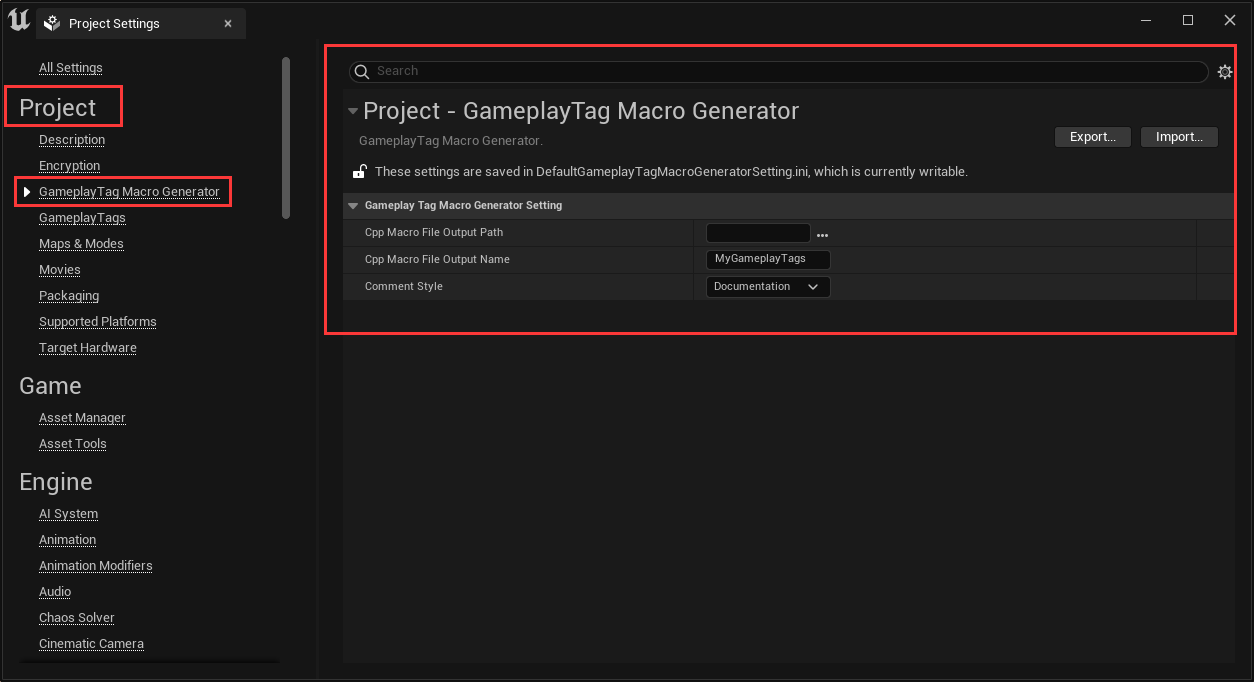 Project Settings
All Settings
Project
Description
Encryption
GameplayTag Macro Generator
GameplayTags
Maps & Modes
Movies
Packaging
Supported Platforms
Target Hardware
Game
Asset Manager
Asset Tools
Engine
AI System
Animation
Animation Modifiers
Audio
Chaos Solver
Cinematic Camera
Search
Project - GameplayTag Macro Generator
GameplayTag Macro Generator.
Export...
Import...
These settings are saved in DefaultGameplayTagMacroGeneratorSetting.ini, which is currently writable.
Gameplay Tag Macro Generator Setting
Cpp Macro File Output Path
...
Cpp Macro File Output Name
MyGameplayTags
Comment Style
Documentation